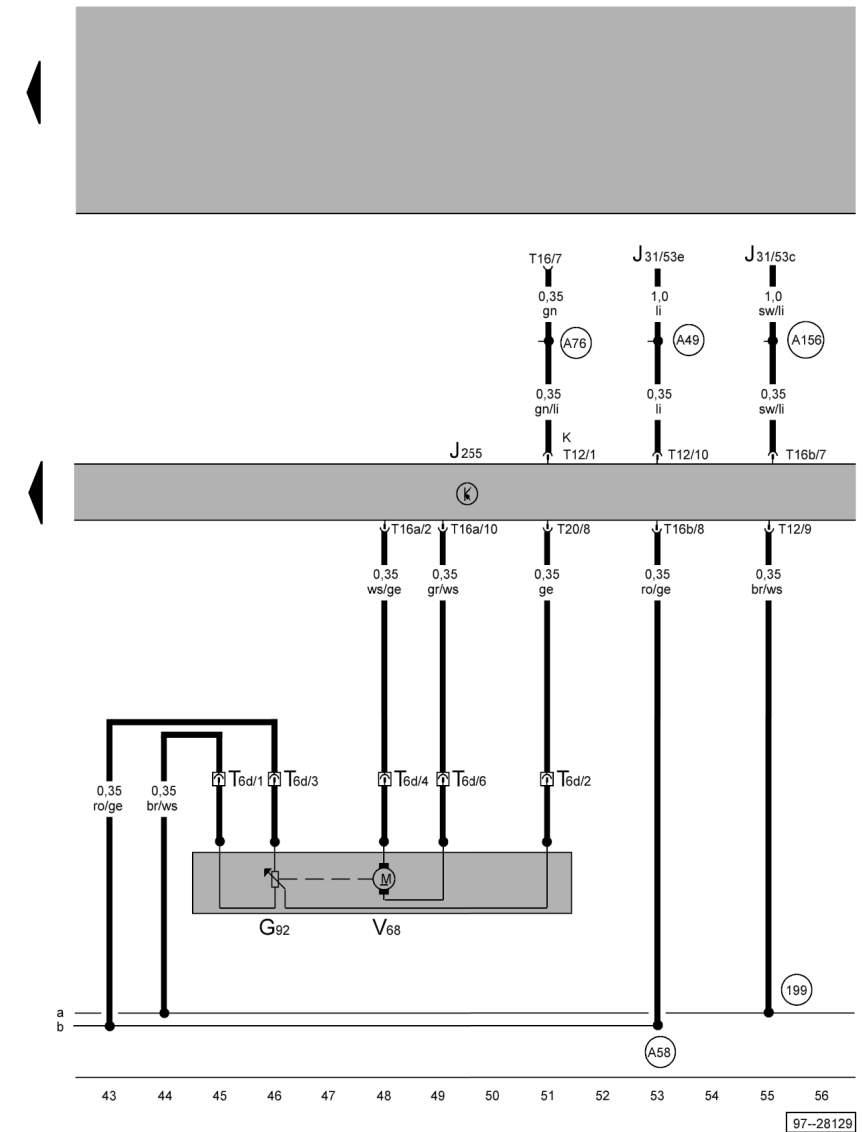 T16/7 J31/53e J31/53c
0,35 1,0 1,0
gn li sw/li
A76 A49 A156
0,35 0,35 0,35
gn/li li sw/li
K
J255 T12/1 T12/10 T16b/7
T16a/2 T16a/10 T20/8 T16b/8 T12/9
0,35 0,35 0,35 0,35 0,35
ws/ge gr/ws ge ro/ge br/ws
T6d/1 T6d/3 T6d/4 T6d/6 T6d/2
0,35 0,35
ro/ge br/ws
M
G92 V68
199
a
b
A58
43 44 45 46 47 48 49 50 51 52 53 54 55 56
97--28129